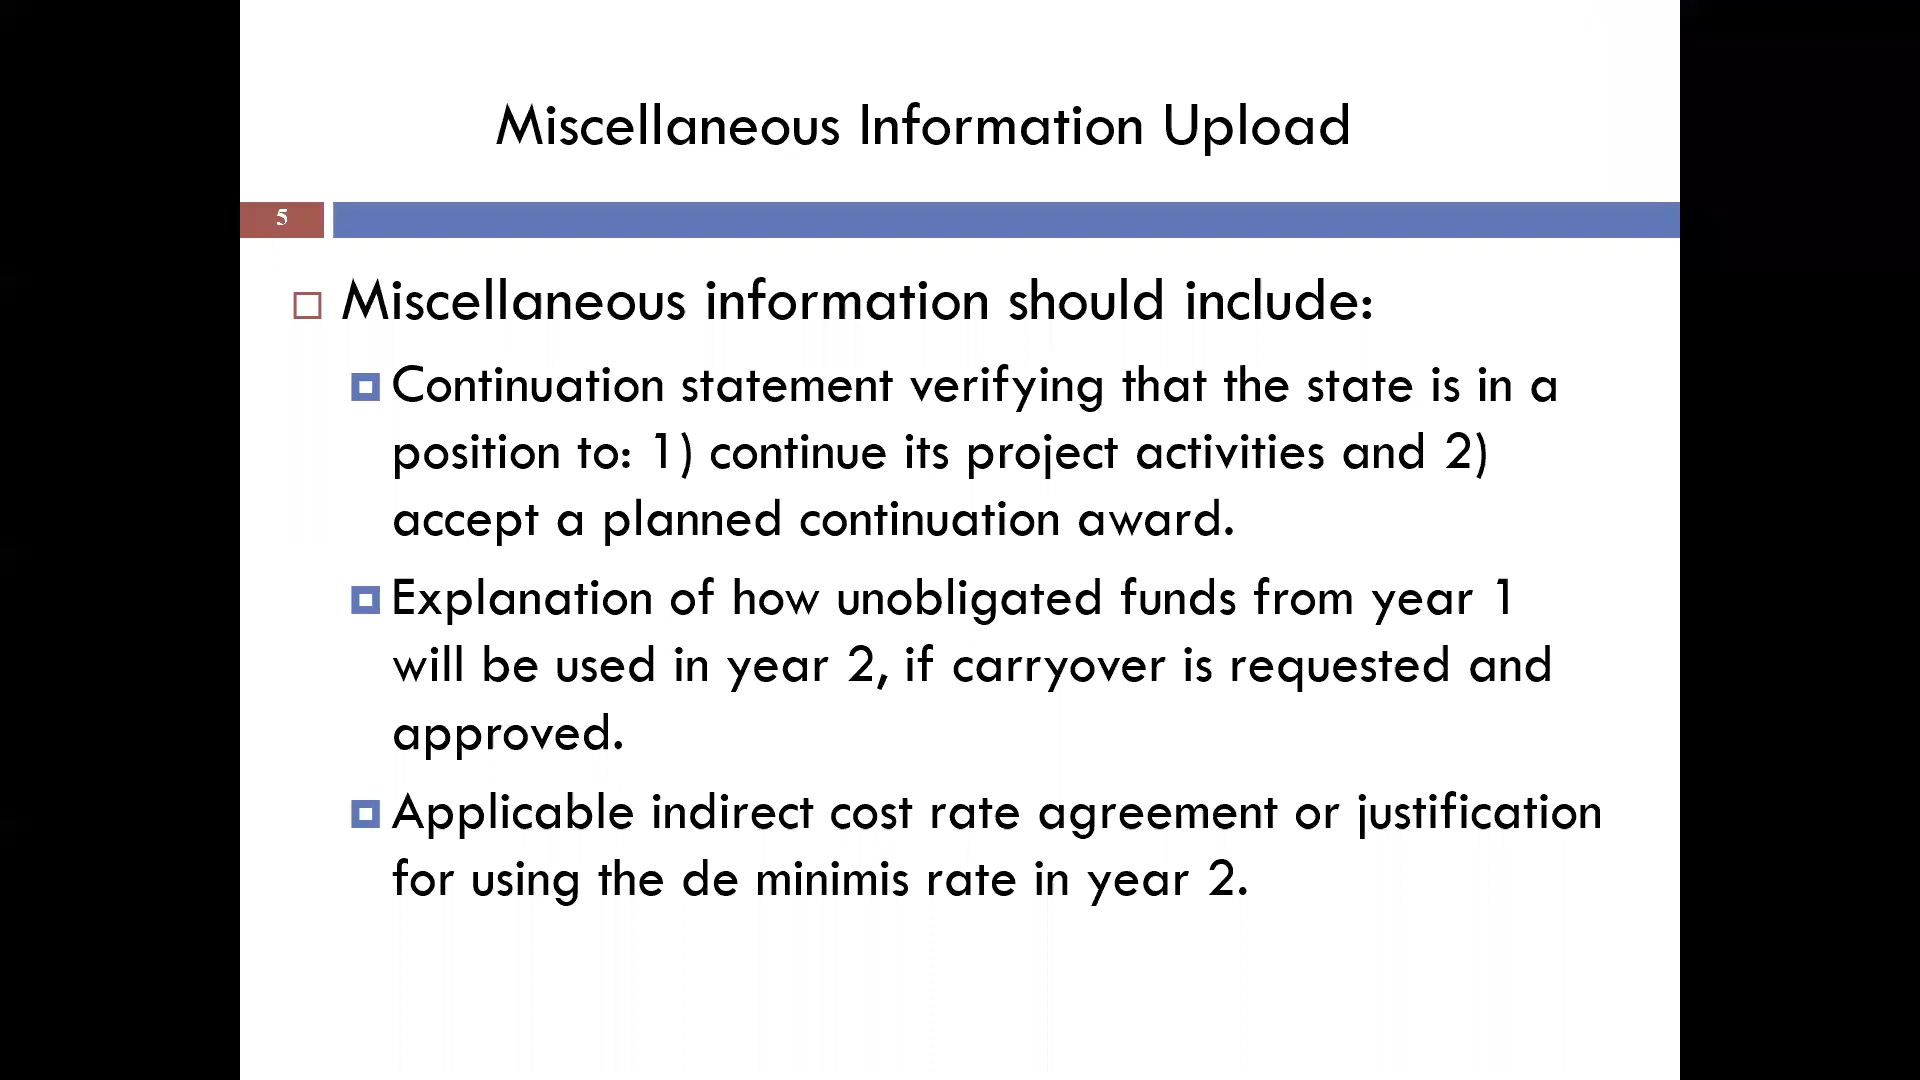 Miscellaneous Information Upload
5
Miscellaneous information should include:
Continuation statement verifying that the state is in a
position to: 1) continue its project activities and 2)
accept a planned continuation award.
Explanation of how unobligated funds from year 1
will be used in year 2, if carryover is requested and
approved.
Applicable indirect cost rate agreement or justification
for using the de minimis rate in year 2.